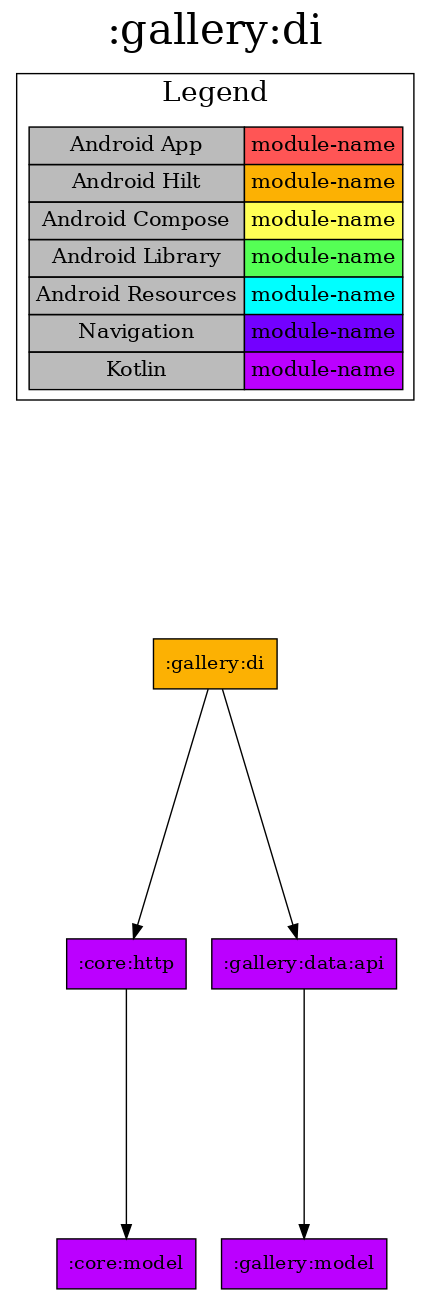 :gallery:di
Legend
Android App module-name
Android Hilt module-name
Android Compose module-name
Android Library module-name
Android Resources module-name
Navigation module-name
Kotlin module-name
:gallery:di
:core:http :gallery:data:api
:core:model :gallery:model